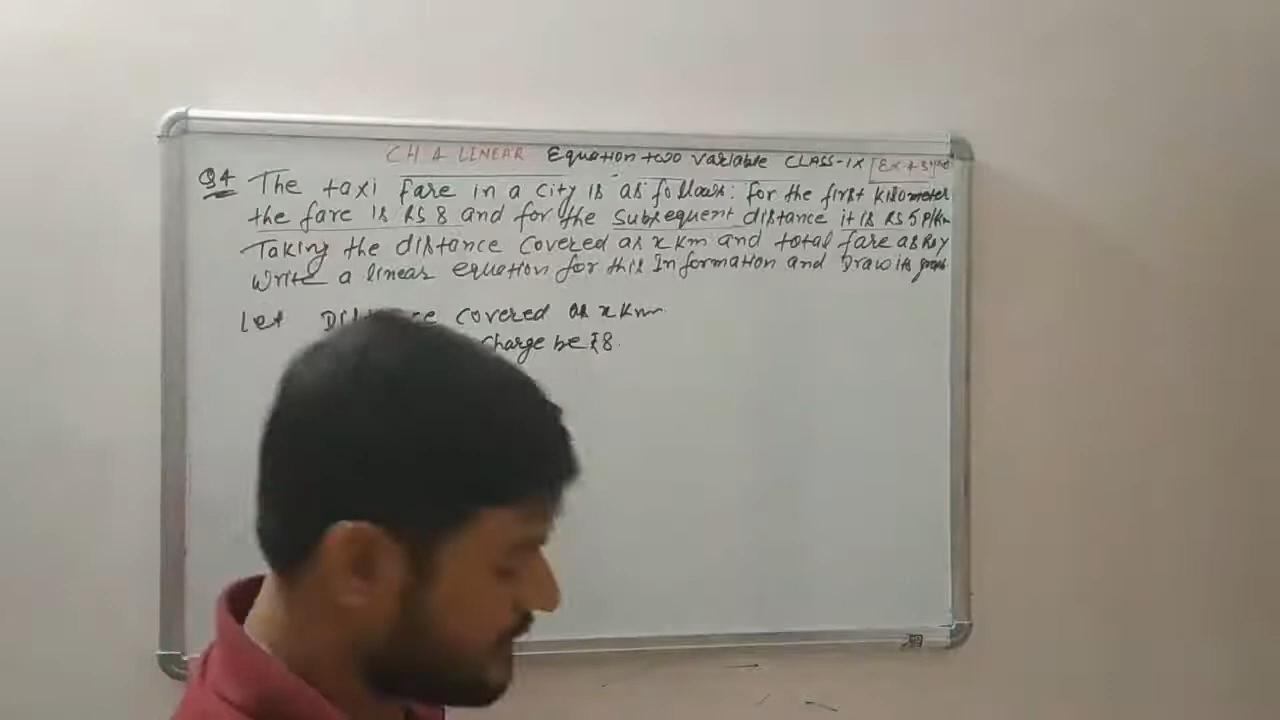 CH 4 LINEAR Equation two variable CLASS-IX
Q4 The taxi fare in a city is as follows: for the first kilometer
the fare is RS 8 and for the subsequent distance it is RS 5 P/Km
Taking the distance covered as x km and total fare as Rs y
Write a linear equation for this Information and Draw its graph
Let covered as x Km
Charge be ₹8.